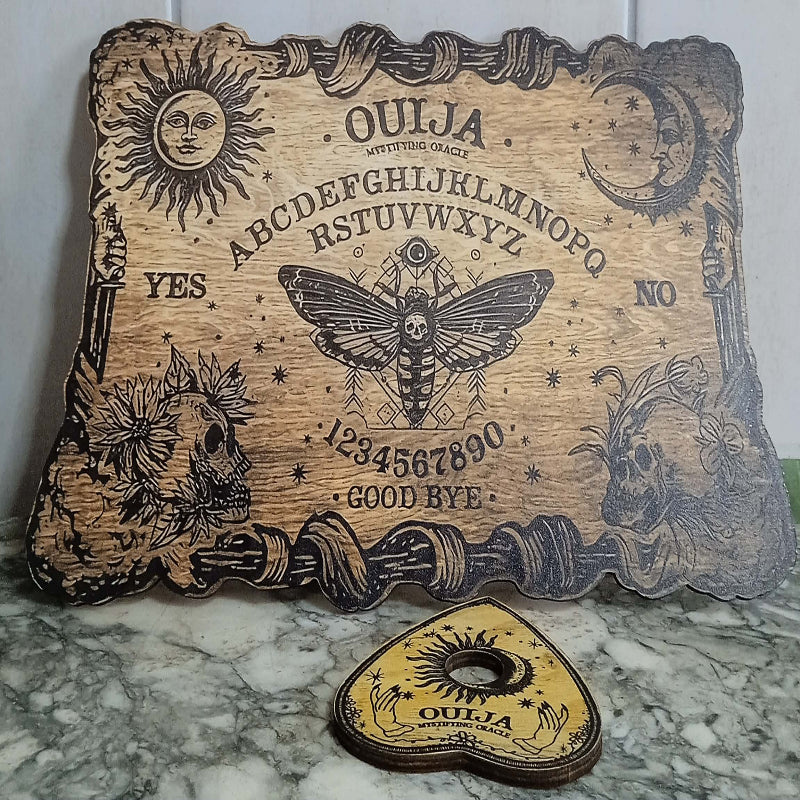 OUIJA
MYSTIFYING ORACLE
ABCDEFGHIJKLMNOPQ
RSTUVWXYZ
YES
NO
1234567890
GOOD BYE
OUIJA
MYSTIFYING ORACLE